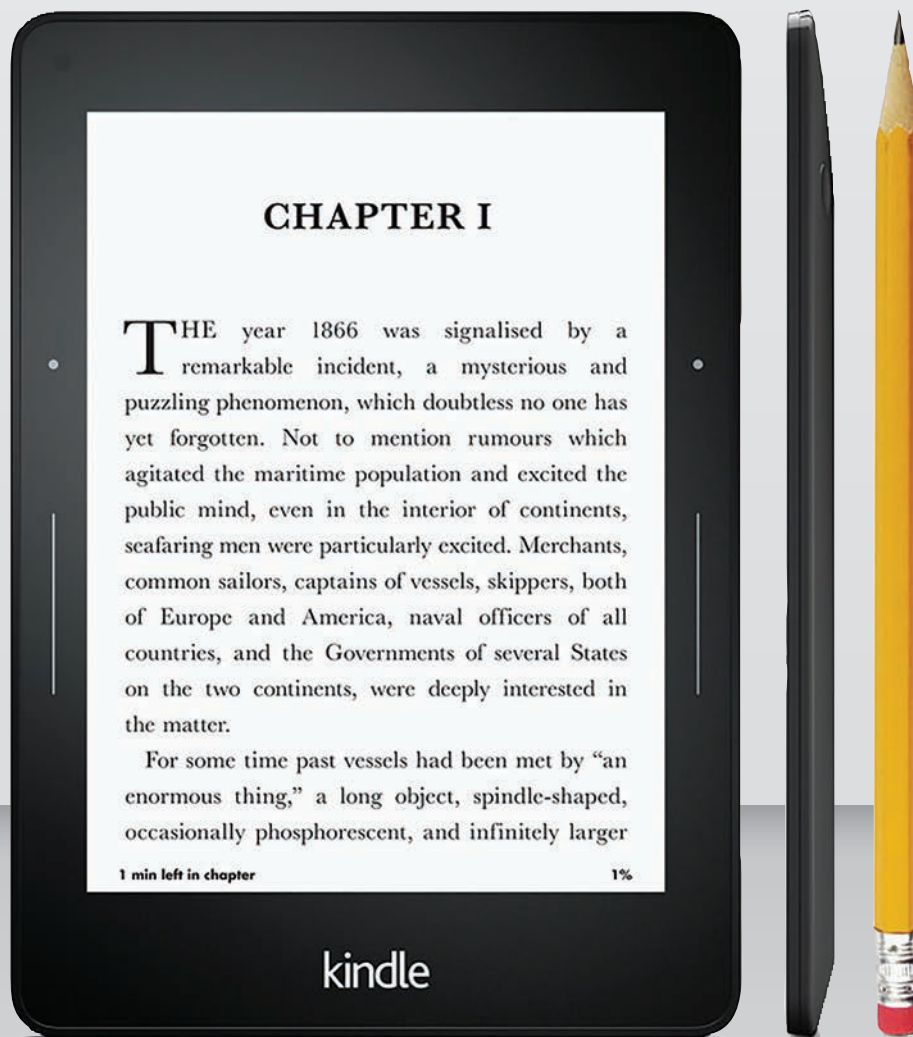 CHAPTER I
THE year 1866 was signalised by a
remarkable incident, a mysterious and
puzzling phenomenon, which doubtless no one has
yet forgotten. Not to mention rumours which
agitated the maritime population and excited the
public mind, even in the interior of continents,
seafaring men were particularly excited. Merchants,
common sailors, captains of vessels, skippers, both
of Europe and America, naval officers of all
countries, and the Governments of several States
on the two continents, were deeply interested in
the matter.
For some time past vessels had been met by “an
enormous thing,” a long object, spindle-shaped,
occasionally phosphorescent, and infinitely larger
1 min left in chapter 1%
kindle